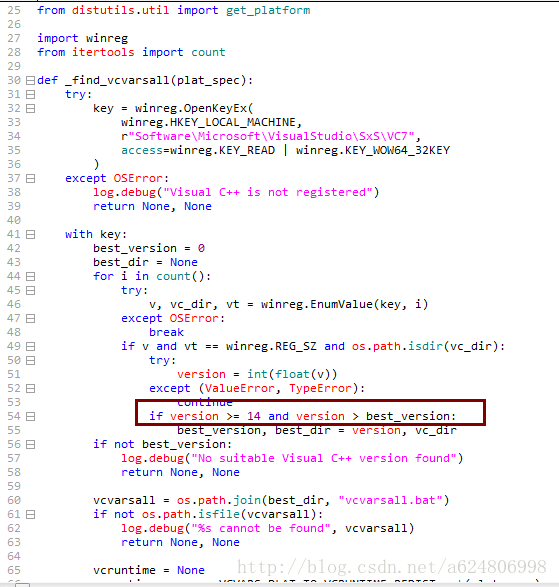 25 from distutils.util import get_platform
26
27 import winreg
28 from itertools import count
29
30 def _find_vcvarsall(plat_spec):
31     try:
32         key = winreg.OpenKeyEx(
33             winreg.HKEY_LOCAL_MACHINE,
34             r"Software\Microsoft\VisualStudio\SxS\VC7",
35             access=winreg.KEY_READ | winreg.KEY_WOW64_32KEY
36         )
37     except OSError:
38         log.debug("Visual C++ is not registered")
39         return None, None
40
41     with key:
42         best_version = 0
43         best_dir = None
44         for i in count():
45             try:
46                 v, vc_dir, vt = winreg.EnumValue(key, i)
47             except OSError:
48                 break
49             if v and vt == winreg.REG_SZ and os.path.isdir(vc_dir):
50                 try:
51                     version = int(float(v))
52                 except (ValueError, TypeError):
53                     continue
54                 if version >= 14 and version > best_version:
55                     best_version, best_dir = version, vc_dir
56     if not best_version:
57         log.debug("No suitable Visual C++ version found")
58         return None, None
59
60     vcvarsall = os.path.join(best_dir, "vcvarsall.bat")
61     if not os.path.isfile(vcvarsall):
62         log.debug("%s cannot be found", vcvarsall)
63         return None, None
64
65     vcruntime = None
http://blog.csdn.net/a624806998